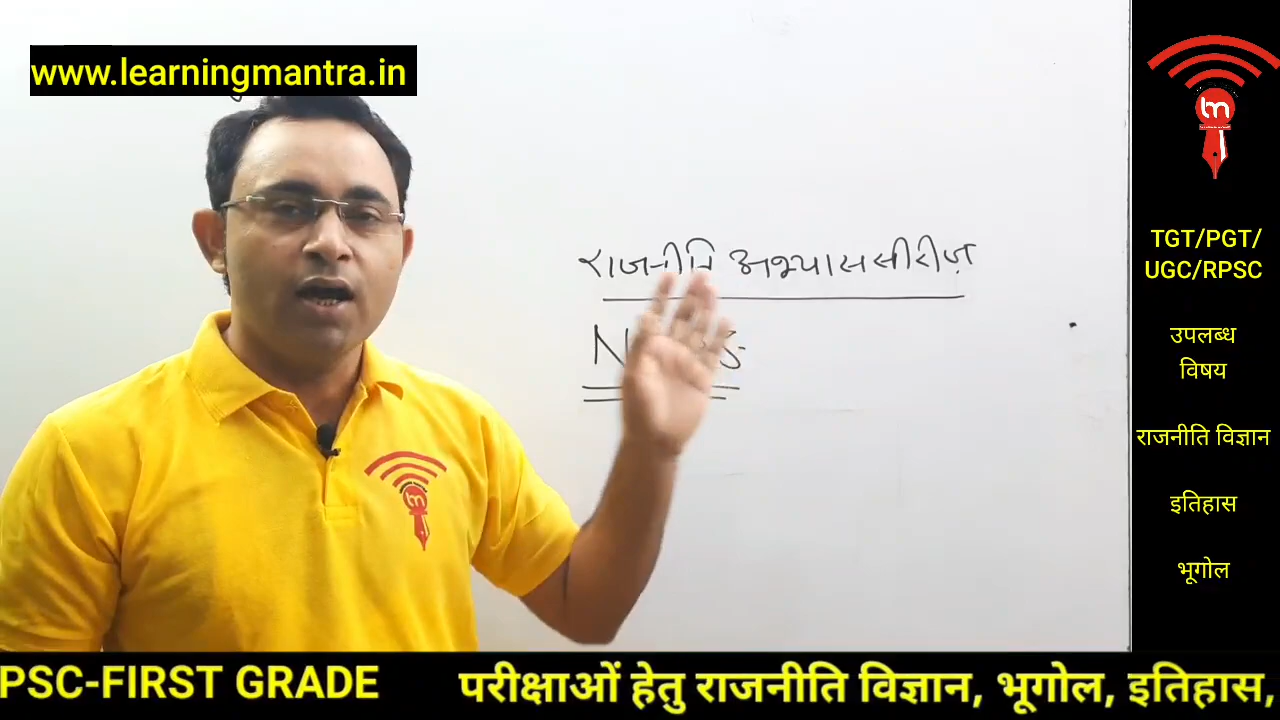 www.learningmantra.in
राजनीति अभ्यास सीरीज़
TGT/PGT/
UGC/RPSC
उपलब्ध
विषय
राजनीति विज्ञान
इतिहास
भूगोल
PSC-FIRST GRADE परीक्षाओं हेतु राजनीति विज्ञान, भूगोल, इतिहास,